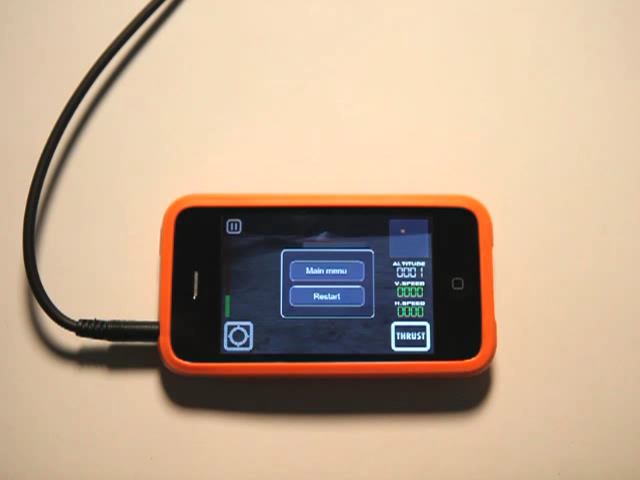 Main menu
Restart
ALTITUDE
0001
V.SPEED
0000
H.SPEED
0000
THRUST